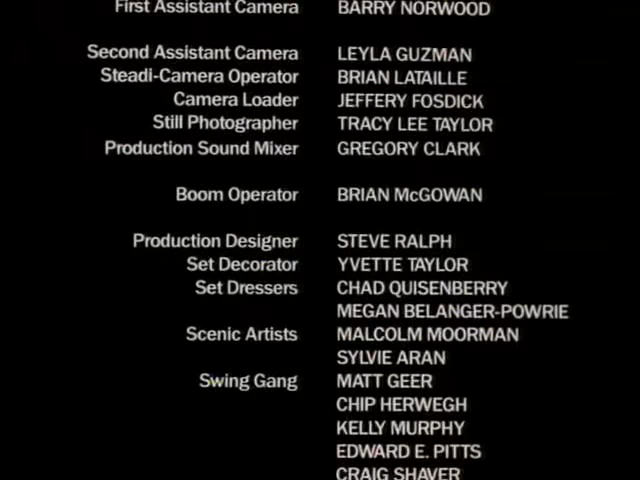 First Assistant Camera BARRY NORWOOD
Second Assistant Camera LEYLA GUZMAN
Steadi-Camera Operator BRIAN LATAILLE
Camera Loader JEFFERY FOSDICK
Still Photographer TRACY LEE TAYLOR
Production Sound Mixer GREGORY CLARK
Boom Operator BRIAN McGOWAN
Production Designer STEVE RALPH
Set Decorator YVETTE TAYLOR
Set Dressers CHAD QUISENBERRY
MEGAN BELANGER-POWRIE
Scenic Artists MALCOLM MOORMAN
SYLVIE ARAN
Swing Gang MATT GEER
CHIP HERWEGH
KELLY MURPHY
EDWARD E. PITTS
CRAIG SHAVER